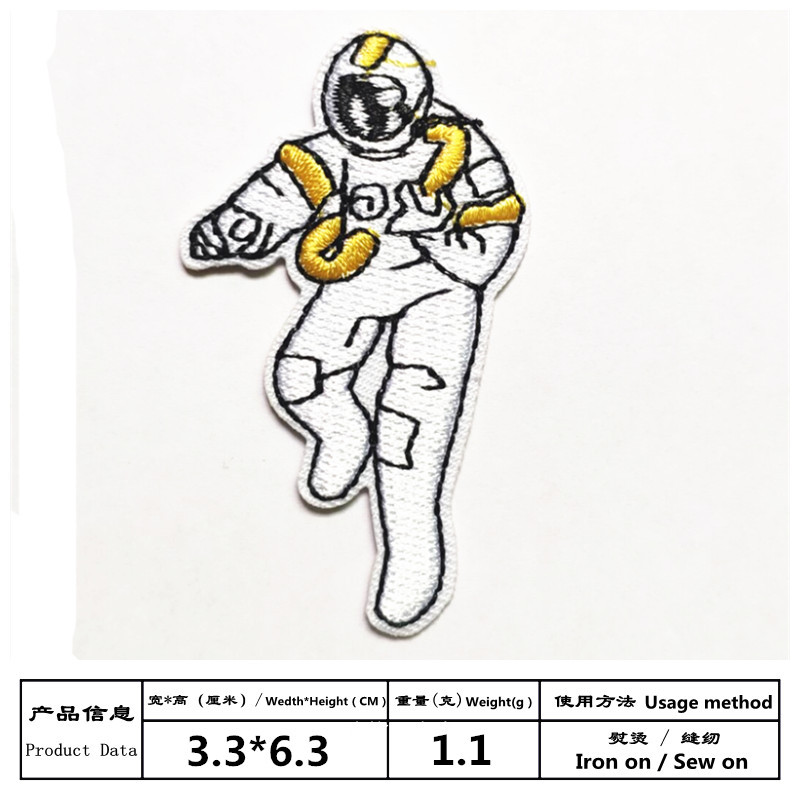 产品信息
Product Data
宽*高（厘米）/ Wedth*Height ( CM )
3.3*6.3
重量(克) Weight(g)
1.1
使用方法 Usage method
熨烫 / 缝纫
Iron on / Sew on